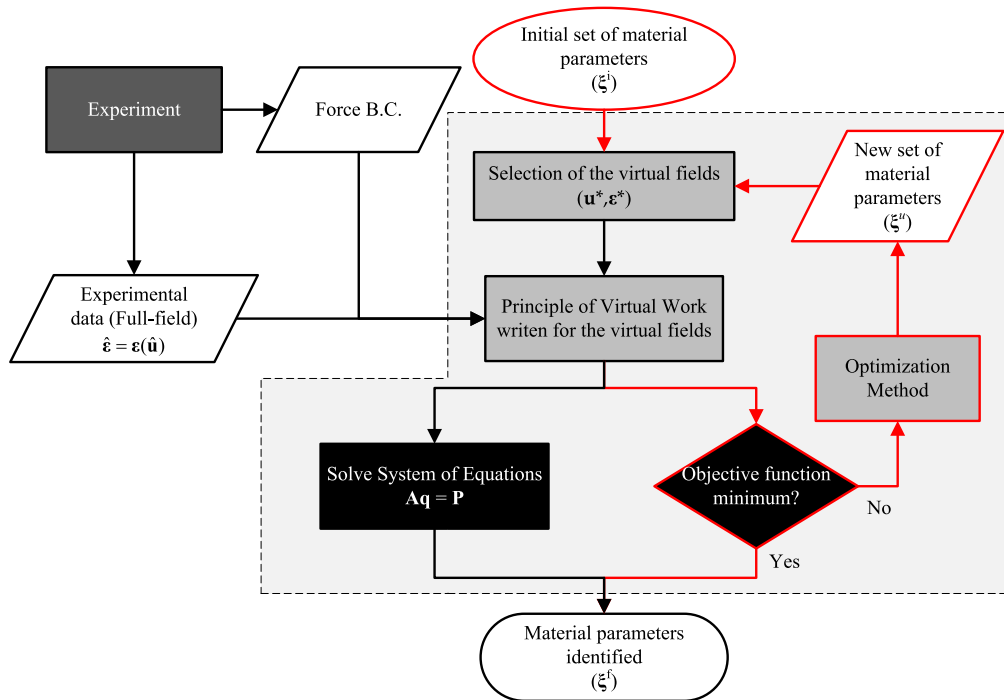 Initial set of material
parameters
(ξⁱ)
Experiment
Force B.C.
Selection of the virtual fields
(u*,ε*)
New set of
material
parameters
(ξᵘ)
Experimental
data (Full-field)
ε̂ = ε(û)
Principle of Virtual Work
writen for the virtual fields
Optimization
Method
Solve System of Equations
Aq = P
Objective function
minimum?
No
Yes
Material parameters
identified
(ξᶠ)